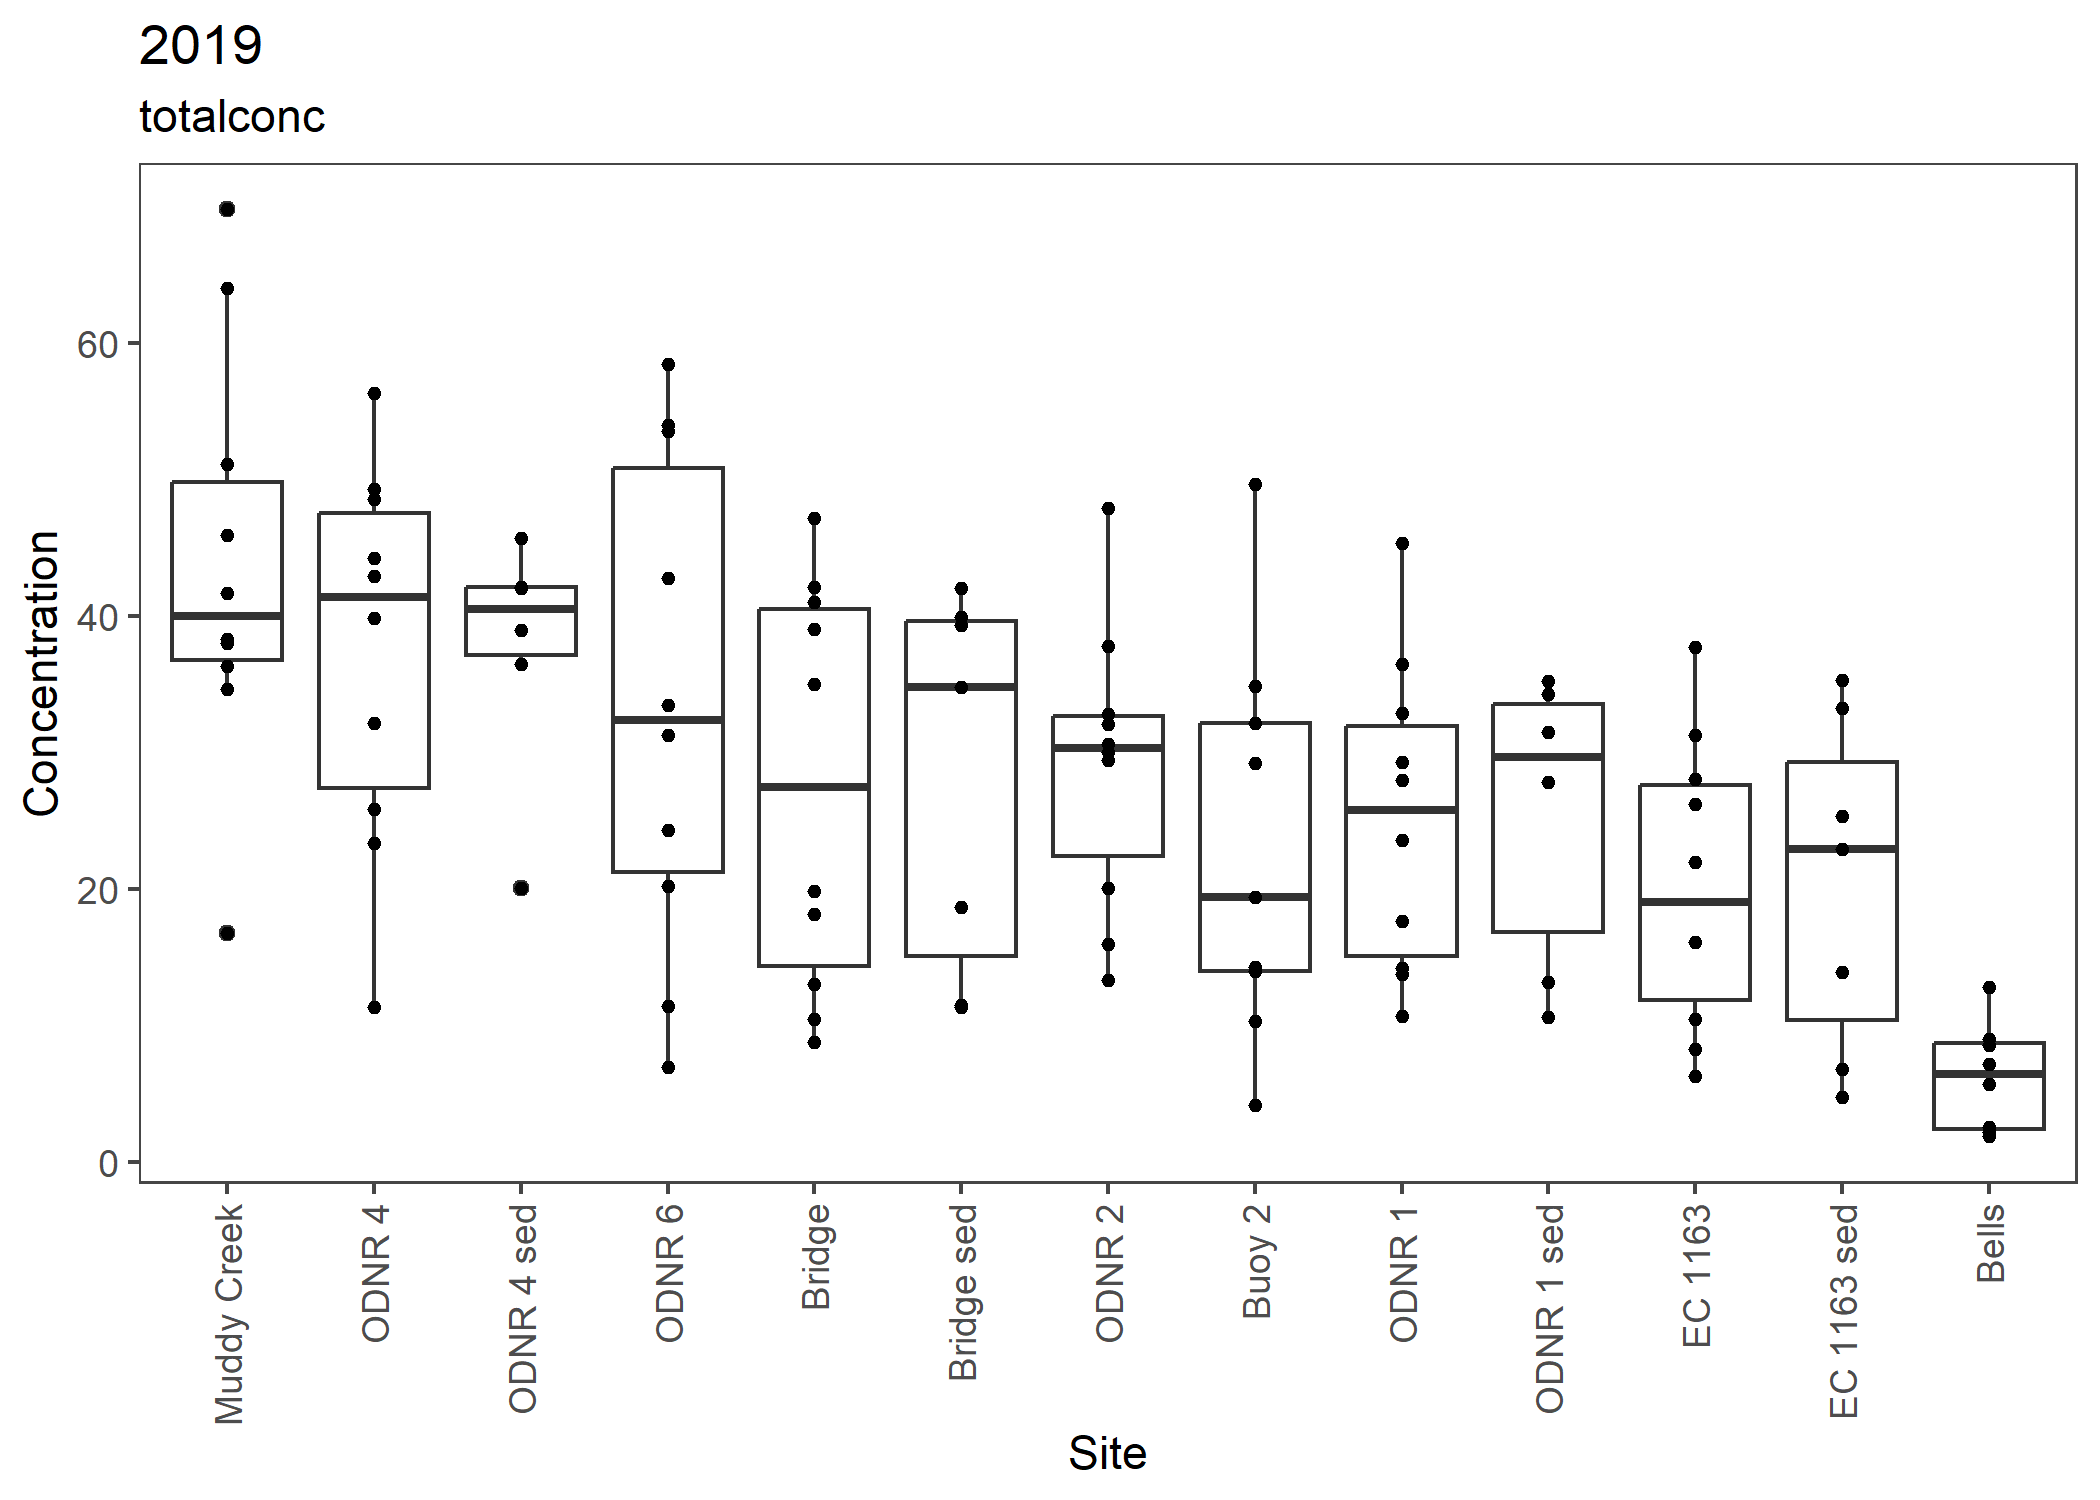 2019
totalconc
Concentration
60
40
20
0
Muddy Creek
ODNR 4
ODNR 4 sed
ODNR 6
Bridge
Bridge sed
ODNR 2
Buoy 2
ODNR 1
ODNR 1 sed
EC 1163
EC 1163 sed
Bells
Site